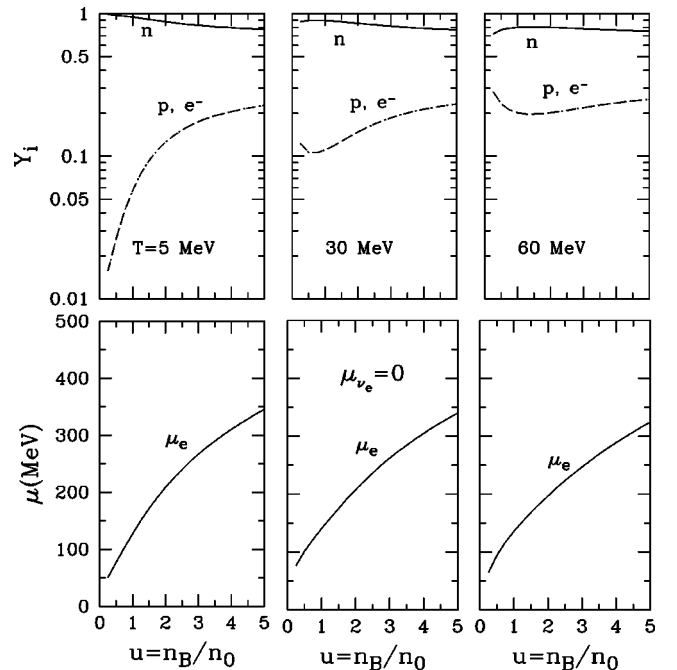 1
0.5
0.1
0.05
0.01
Y_i
n
p, e⁻
T=5 MeV
n
p, e⁻
30 MeV
n
p, e⁻
60 MeV
500
400
300
200
100
0
μ(MeV)
μ_e
μ_{ν_e}=0
μ_e
μ_e
0 1 2 3 4 5
0 1 2 3 4 5
0 1 2 3 4 5
u=n_B/n_0
u=n_B/n_0
u=n_B/n_0